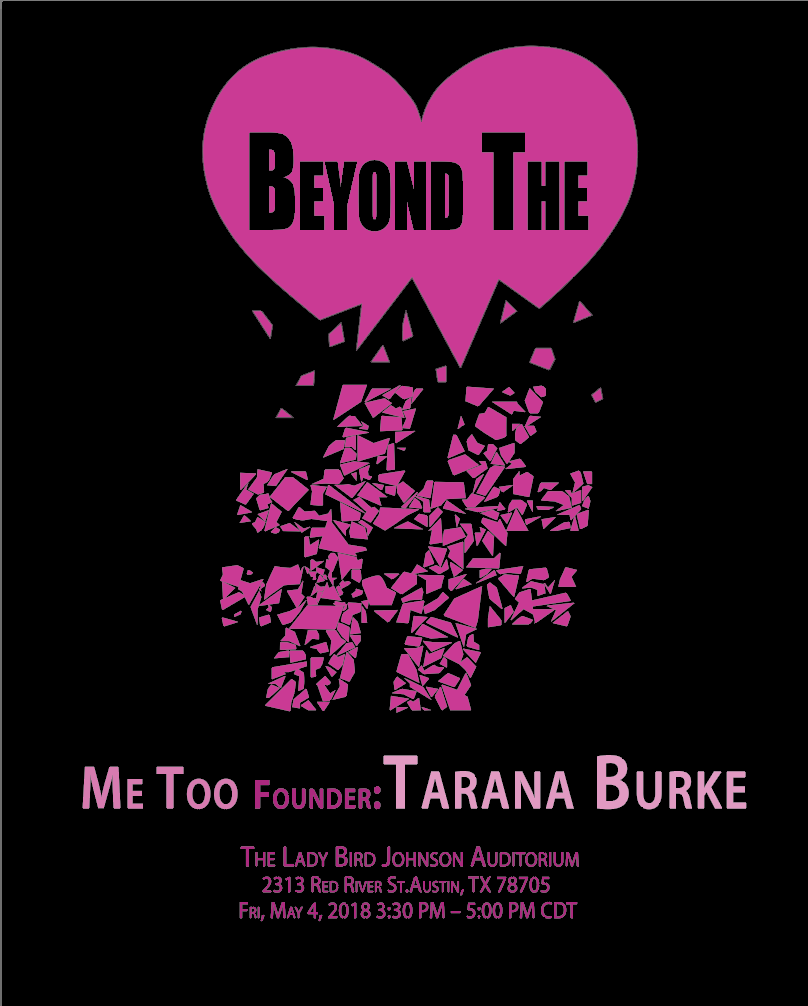 Beyond The
#
Me Too Founder: Tarana Burke
The Lady Bird Johnson Auditorium
2313 Red River St.Austin, TX 78705
Fri, May 4, 2018 3:30 PM – 5:00 PM CDT